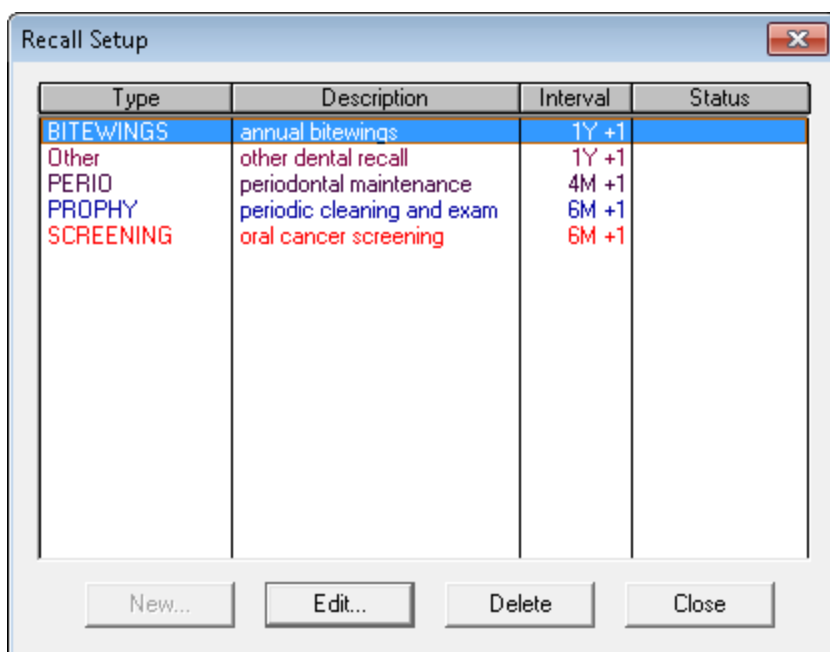 Recall Setup
Type Description Interval Status
BITEWINGS annual bitewings 1Y +1
Other other dental recall 1Y +1
PERIO periodontal maintenance 4M +1
PROPHY periodic cleaning and exam 6M +1
SCREENING oral cancer screening 6M +1
New... Edit... Delete Close